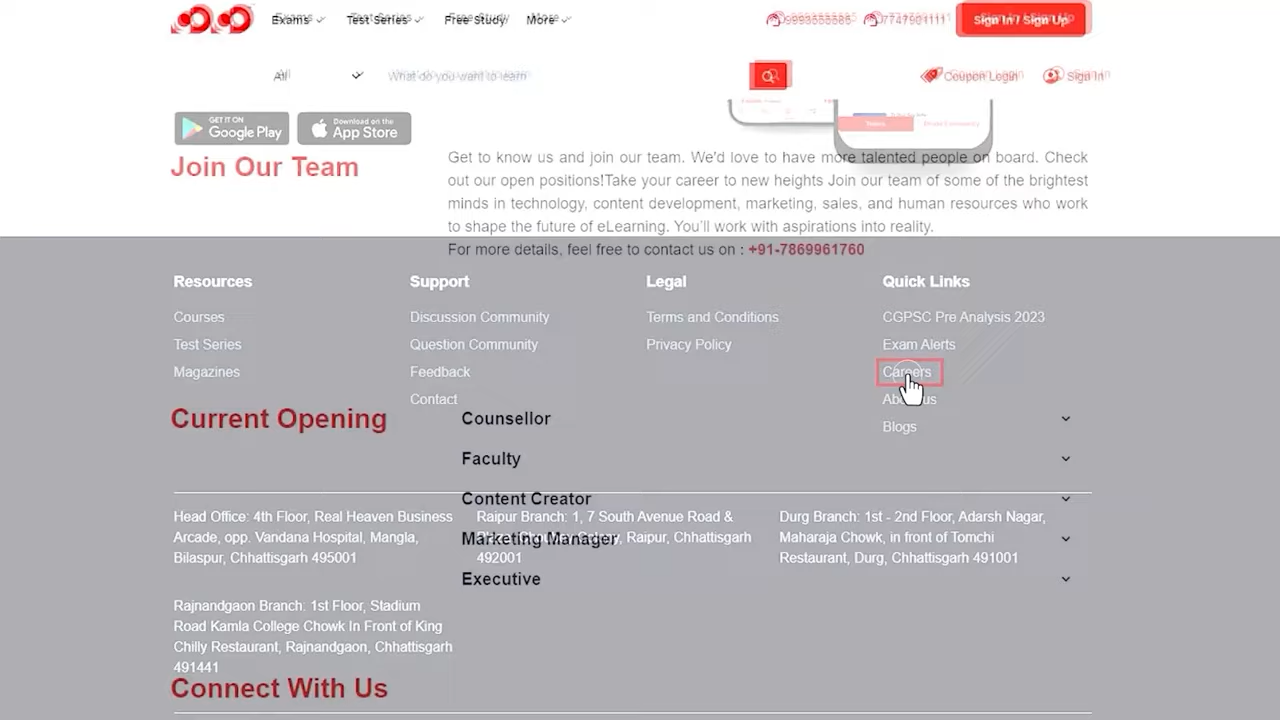 Exams Test Series Free Study More 9993555585 7747901111 Sign In / Sign Up
All What do you want to learn Coupon Login Sign In
GET IT ON Google Play Download on the App Store
Join Our Team
Get to know us and join our team. We'd love to have more talented people on board. Check
out our open positions!Take your career to new heights Join our team of some of the brightest
minds in technology, content development, marketing, sales, and human resources who work
to shape the future of eLearning. You'll work with aspirations into reality.
For more details, feel free to contact us on : +91-7869961760
Resources Support Legal Quick Links
Courses Discussion Community Terms and Conditions CGPSC Pre Analysis 2023
Test Series Question Community Privacy Policy Exam Alerts
Magazines Feedback Careers
Contact About us
Blogs
Current Opening
Counsellor
Faculty
Content Creator
Marketing Manager
Executive
Head Office: 4th Floor, Real Heaven Business
Arcade, opp. Vandana Hospital, Mangla,
Bilaspur, Chhattisgarh 495001
Raipur Branch: 1, 7 South Avenue Road &
Colony, Raipur, Chhattisgarh
492001
Durg Branch: 1st - 2nd Floor, Adarsh Nagar,
Maharaja Chowk, in front of Tomchi
Restaurant, Durg, Chhattisgarh 491001
Rajnandgaon Branch: 1st Floor, Stadium
Road Kamla College Chowk In Front of King
Chilly Restaurant, Rajnandgaon, Chhattisgarh
491441
Connect With Us